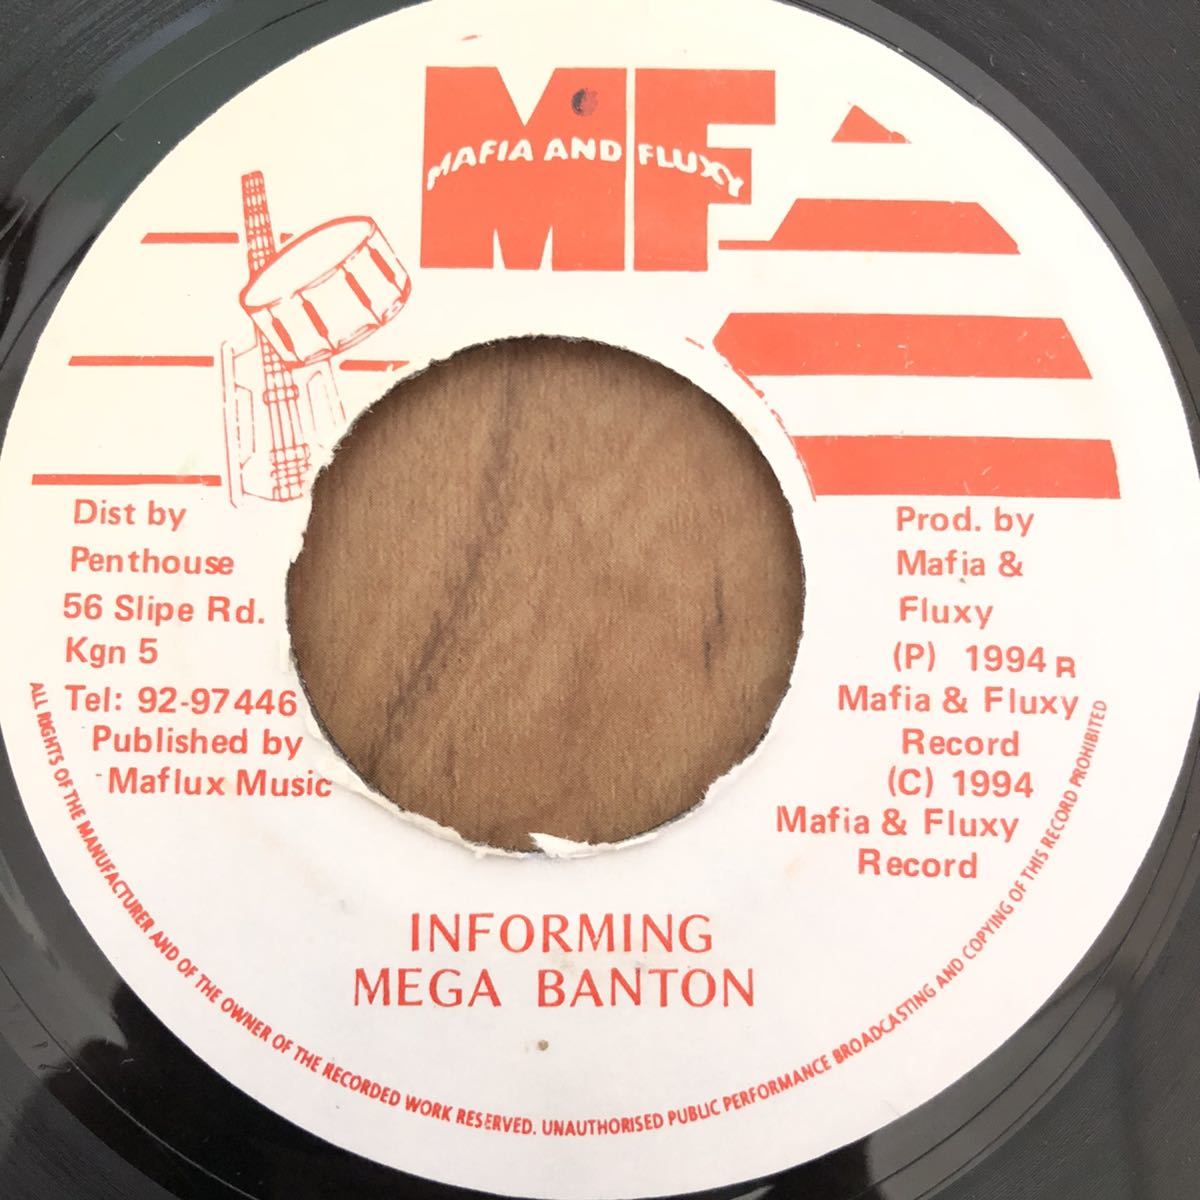 MF
MAFIA AND FLUXY
Dist by
Penthouse
56 Slipe Rd.
Kgn 5
Tel: 92-97446
Published by
Maflux Music
Prod. by
Mafia &
Fluxy
(P) 1994 R
Mafia & Fluxy
Record
(C) 1994
Mafia & Fluxy
Record
INFORMING
MEGA BANTON
ALL RIGHTS OF THE MANUFACTURER AND OF THE OWNER OF THE RECORDED WORK RESERVED. UNAUTHORISED PUBLIC PERFORMANCE BROADCASTING AND COPYING OF THIS RECORD PROHIBITED